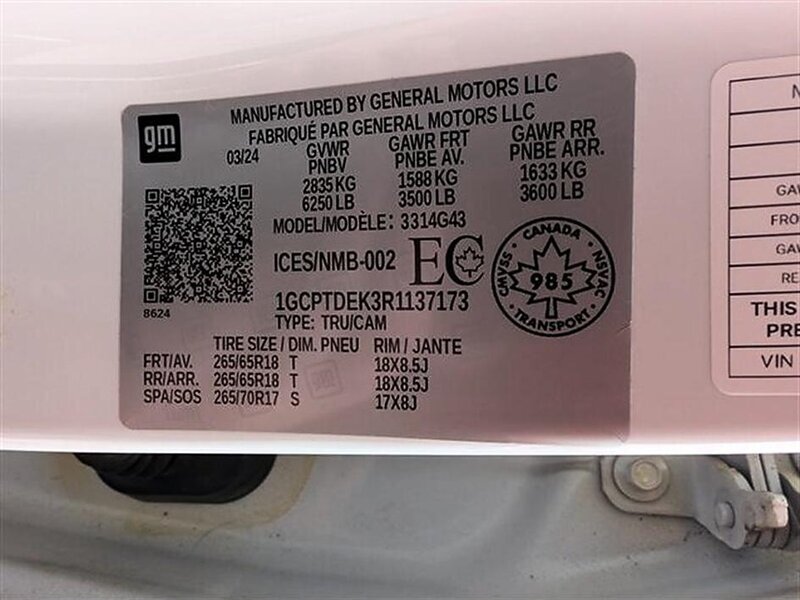 gm
MANUFACTURED BY GENERAL MOTORS LLC
FABRIQUÉ PAR GENERAL MOTORS LLC
03/24
GVWR GAWR FRT GAWR RR
PNBV PNBE AV. PNBE ARR.
2835 KG 1588 KG 1633 KG
6250 LB 3500 LB 3600 LB
MODEL/MODÈLE: 3314G43
ICES/NMB-002 EC
CANADA
CMVSS 985 NSVAC
TRANSPORT
8624
1GCPTDEK3R1137173
TYPE: TRU/CAM
TIRE SIZE / DIM. PNEU RIM / JANTE
FRT/AV. 265/65R18 T 18X8.5J
RR/ARR. 265/65R18 T 18X8.5J
SPA/SOS 265/70R17 S 17X8J
THIS
VIN